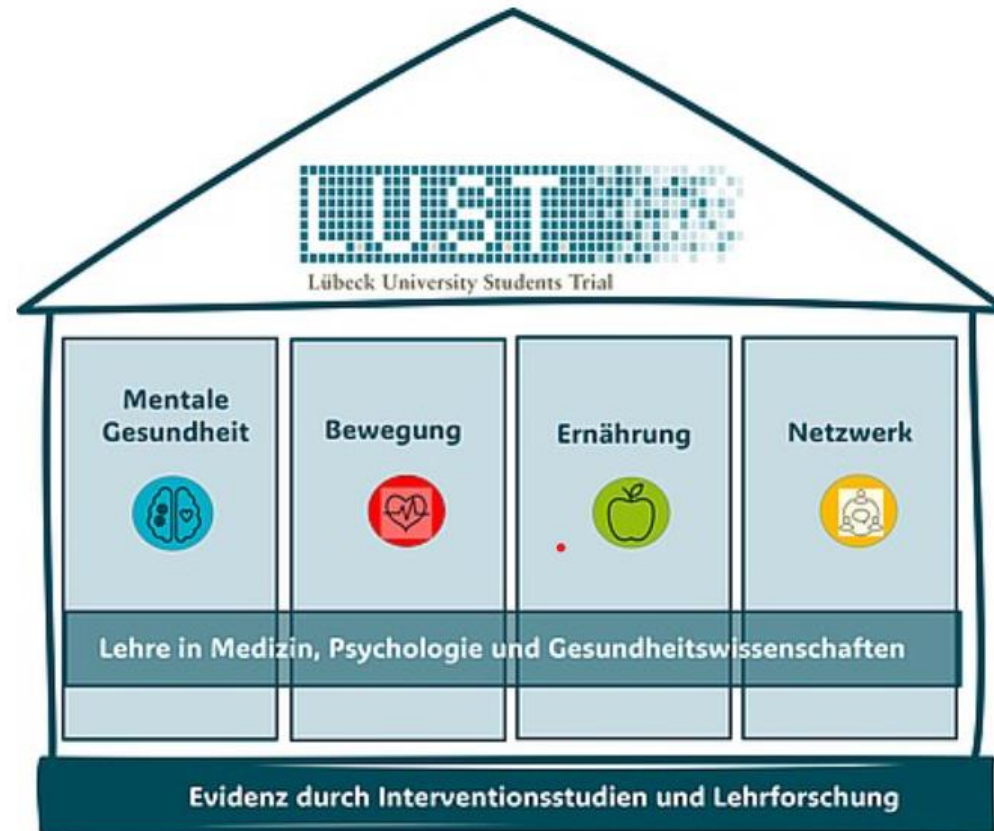 L.U.S.T.
Lübeck University Students Trial
Mentale
Gesundheit
Bewegung
Ernährung
Netzwerk
Lehre in Medizin, Psychologie und Gesundheitswissenschaften
Evidenz durch Interventionsstudien und Lehrforschung